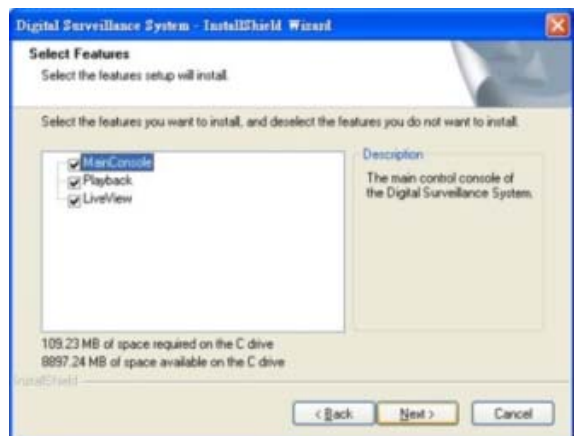 Digital Surveillance System - InstallShield Wizard
Select Features
Select the features setup will install.
Select the features you want to install, and deselect the features you do not want to install.
MainConsole
Playback
LiveView
Description
The main control console of
the Digital Surveillance System.
109.23 MB of space required on the C drive
8897.24 MB of space available on the C drive
InstallShield
< Back
Next >
Cancel